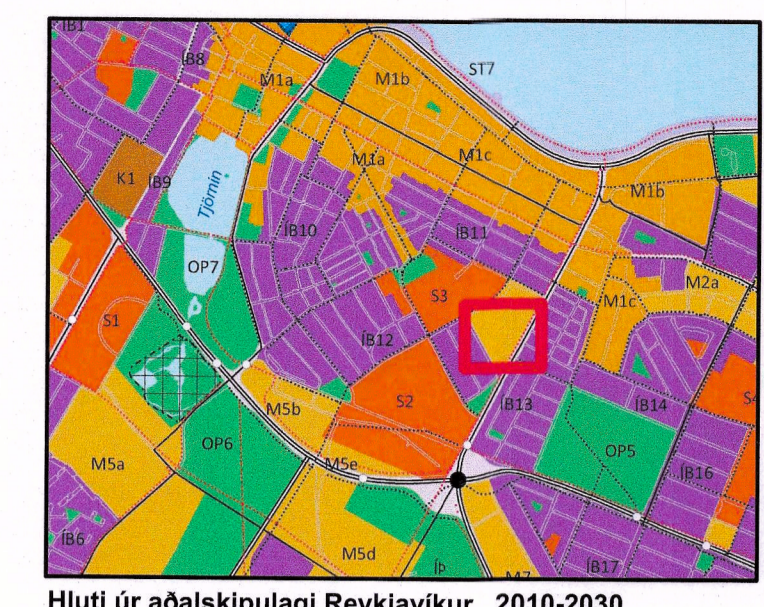 ÍB1
ÍB8
M1a
M1b
ST7
M1a
M1c
K1
ÍB9
Tjörnin
M1b
ÍB10
ÍB11
OP7
S3
M2a
M1c
S1
ÍB12
S2
M5b
ÍB13
ÍB14
S4
OP6
OP5
M5e
M5a
ÍB16
ÍB6
M5d
ÍÞ
M7
ÍB17
Hluti úr aðalskipulagi Reykjavíkur 2010-2030